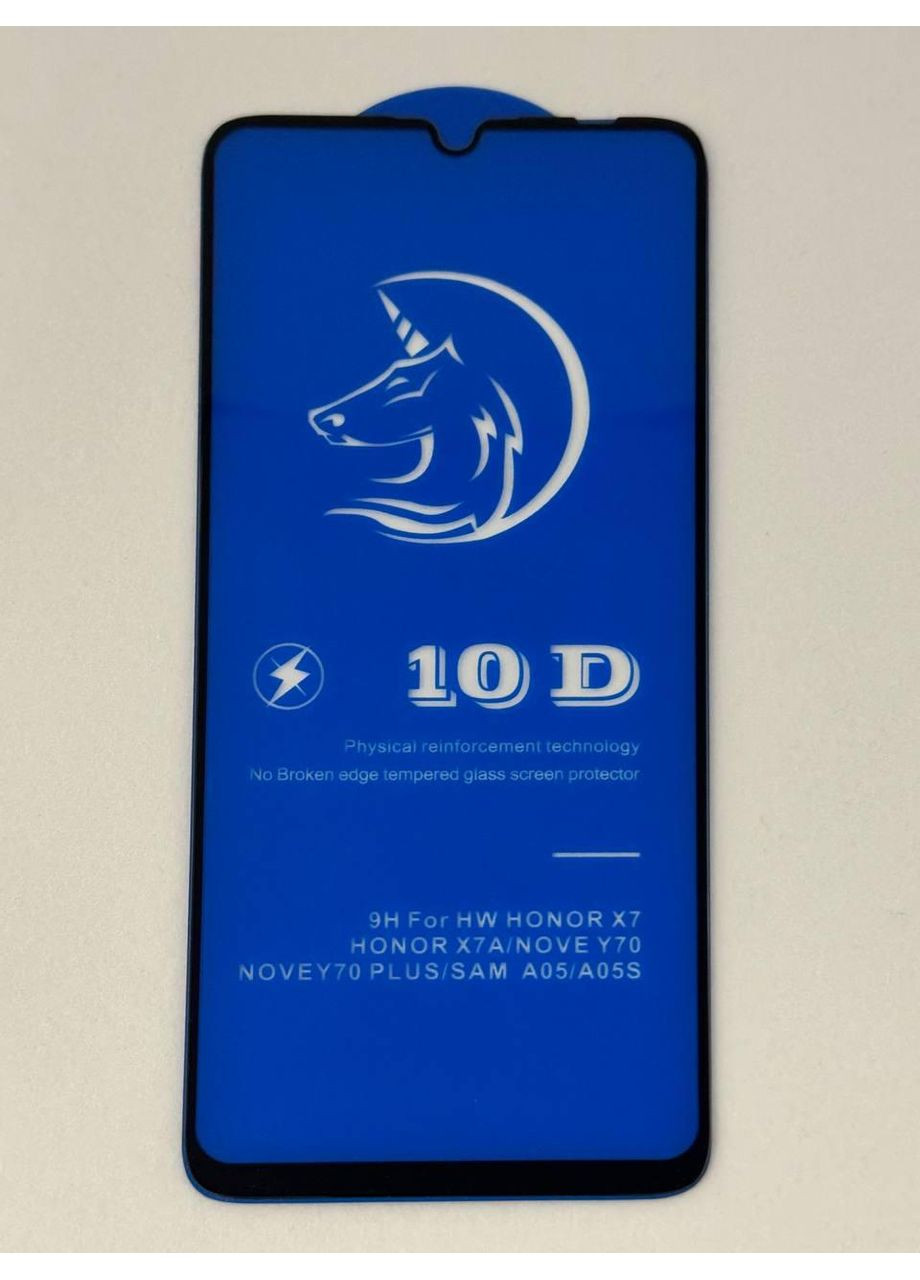 10 D
Physical reinforcement technology
No Broken edge tempered glass screen protector
9H For HW HONOR X7
HONOR X7A/NOVE Y70
NOVEY70 PLUS/SAM A05/A05S